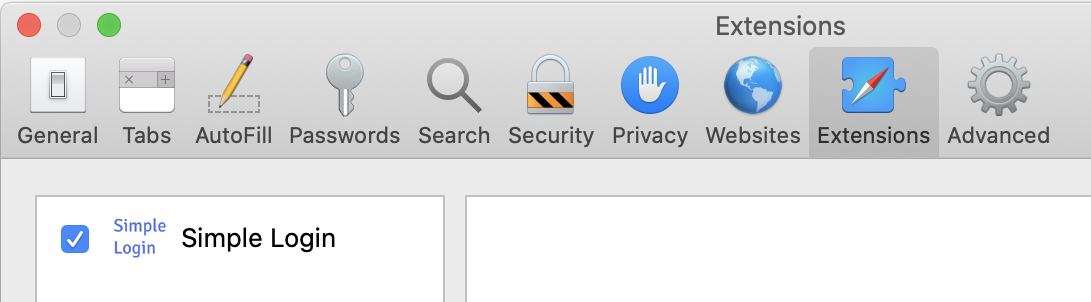 Extensions
General
Tabs
AutoFill
Passwords
Search
Security
Privacy
Websites
Extensions
Advanced
Simple
Login
Simple Login